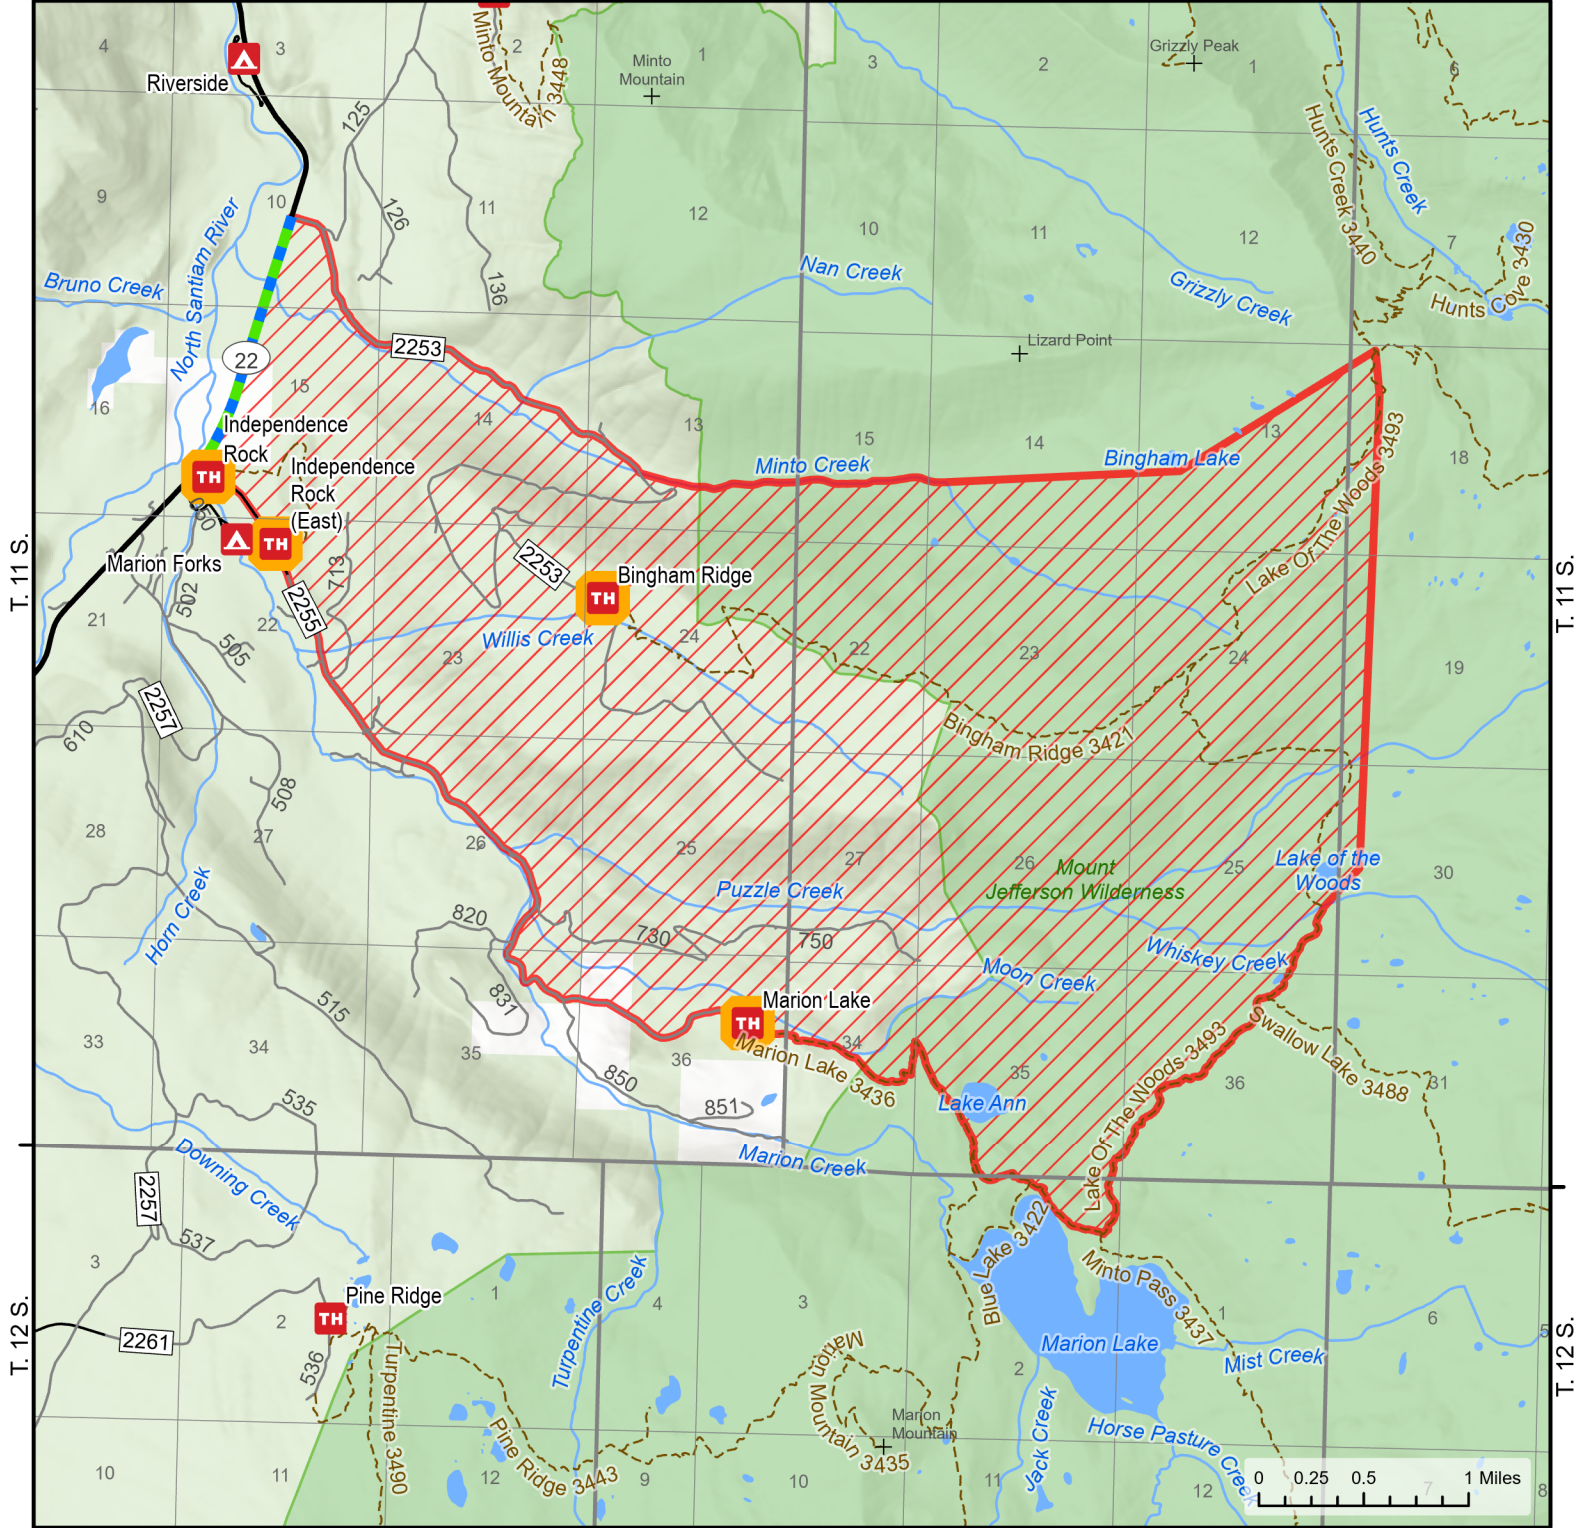 4
3
2
1
3
2
Grizzly Peak
1
6
Riverside
Minto Mountain 3448
Minto
Mountain
125
Hunts Creek
Hunts Creek 3440
9
10
126
11
12
10
11
12
7
Hunts Cove 3430
North Santiam River
Bruno Creek
136
Nan Creek
Grizzly Creek
22
2253
Lizard Point
16
15
14
13
15
14
13
18
Independence
Rock
TH
Independence
Rock
(East)
TH
Minto Creek
Bingham Lake
Lake Of The Woods 3493
050
Marion Forks
T. 11 S.
T. 11 S.
713
2253
Bingham Ridge
TH
2255
502
21
22
505
23
Willis Creek
24
22
23
24
19
2257
610
Bingham Ridge 3421
508
28
27
26
25
27
26
Mount
Jefferson Wilderness
25
Lake of the
Woods
30
Puzzle Creek
Horn Creek
820
730
750
Whiskey Creek
Moon Creek
831
515
Marion Lake
TH
Marion Lake 3436
34
33
34
35
36
35
36
Swallow Lake 3488
31
Lake Of The Woods 3493
850
851
Lake Ann
535
Downing Creek
Marion Creek
2257
537
3
Blue Lake 3422
Minto Pass 3437
Pine Ridge
TH
2
1
Turpentine Creek
4
3
1
6
5
T. 12 S.
T. 12 S.
2261
Marion Lake
Mist Creek
536
Turpentine 3490
Marion Mountain 3435
2
Marion
Mountain
Jack Creek
Horse Pasture Creek
Pine Ridge 3443
10
11
12
9
10
11
12
7
8
0 0.25 0.5 1 Miles